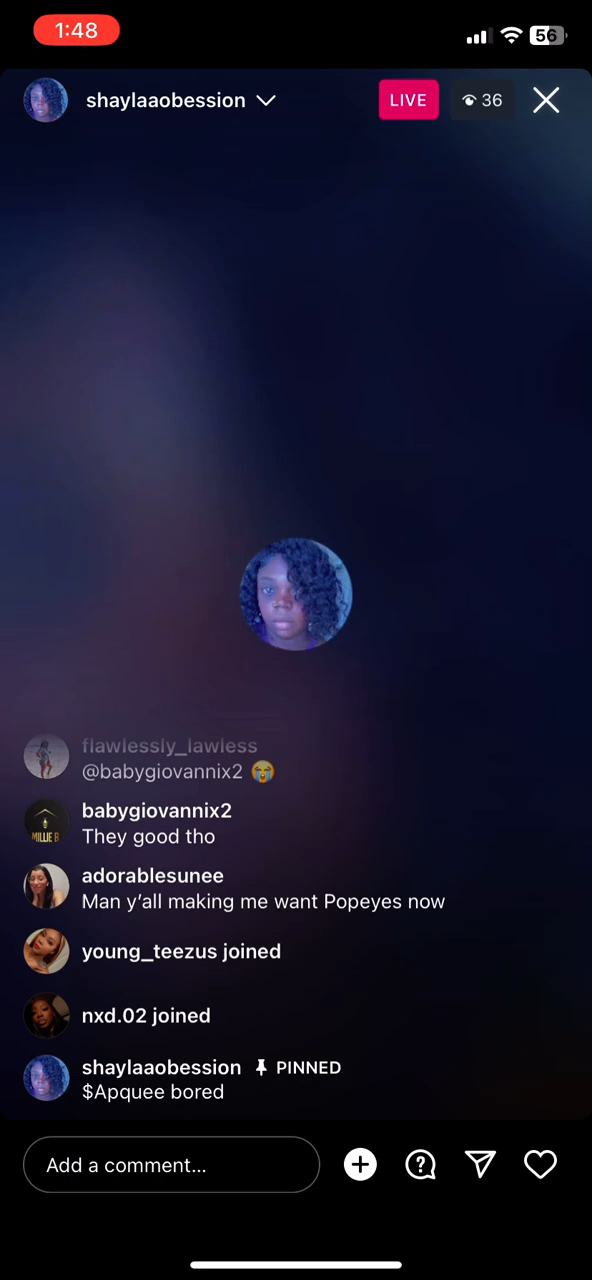 1:48
56
shaylaaobession
LIVE
36
flawlessly_lawless
@babygiovannix2 😭
babygiovannix2
They good tho
MILLIE B
adorablesunee
Man y'all making me want Popeyes now
young_teezus joined
nxd.02 joined
shaylaaobession PINNED
$Apquee bored
Add a comment...